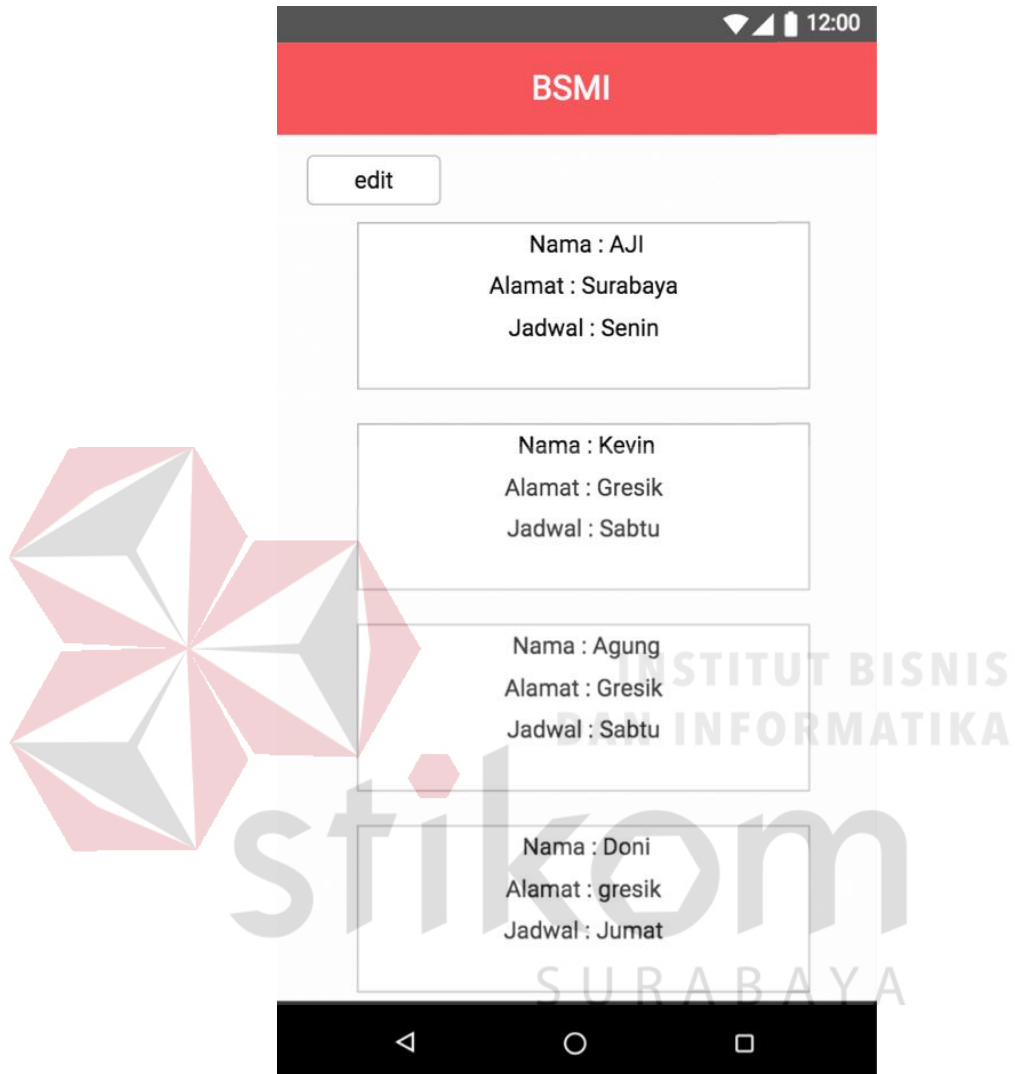 12:00
BSMI
edit
Nama : AJI
Alamat : Surabaya
Jadwal : Senin
Nama : Kevin
Alamat : Gresik
Jadwal : Sabtu
Nama : Agung
Alamat : Gresik
Jadwal : Sabtu
INSTITUT BISNIS
DAN INFORMATIKA
Nama : Doni
Alamat : gresik
Jadwal : Jumat
stikom
SURABAYA